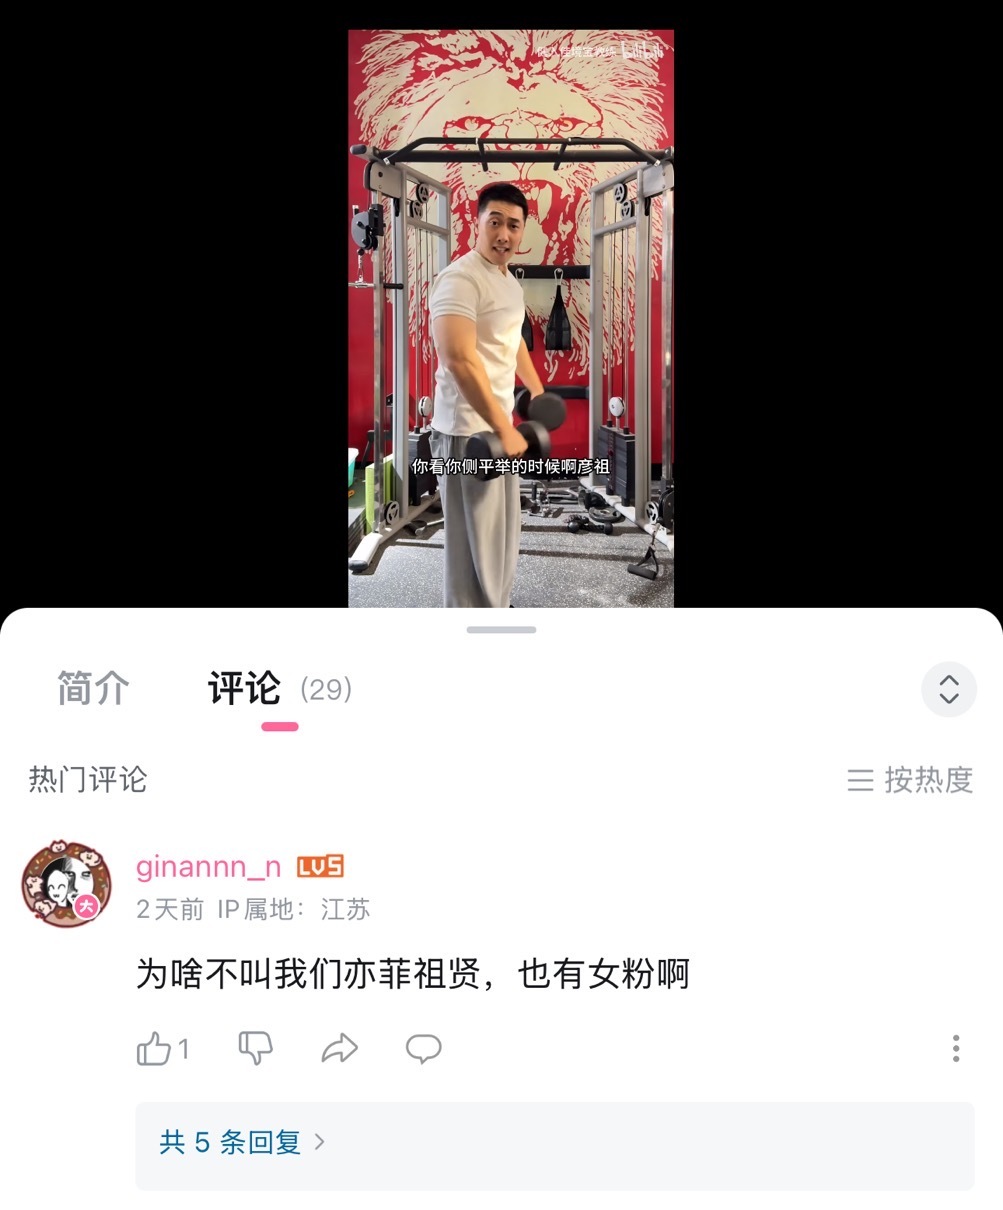 bilibili
你看你侧平举的时候啊彦祖
简介 评论 (29)
热门评论 按热度
ginannn_n LV5
大
2天前 IP属地：江苏
为啥不叫我们亦菲祖贤，也有女粉啊
1
共 5 条回复